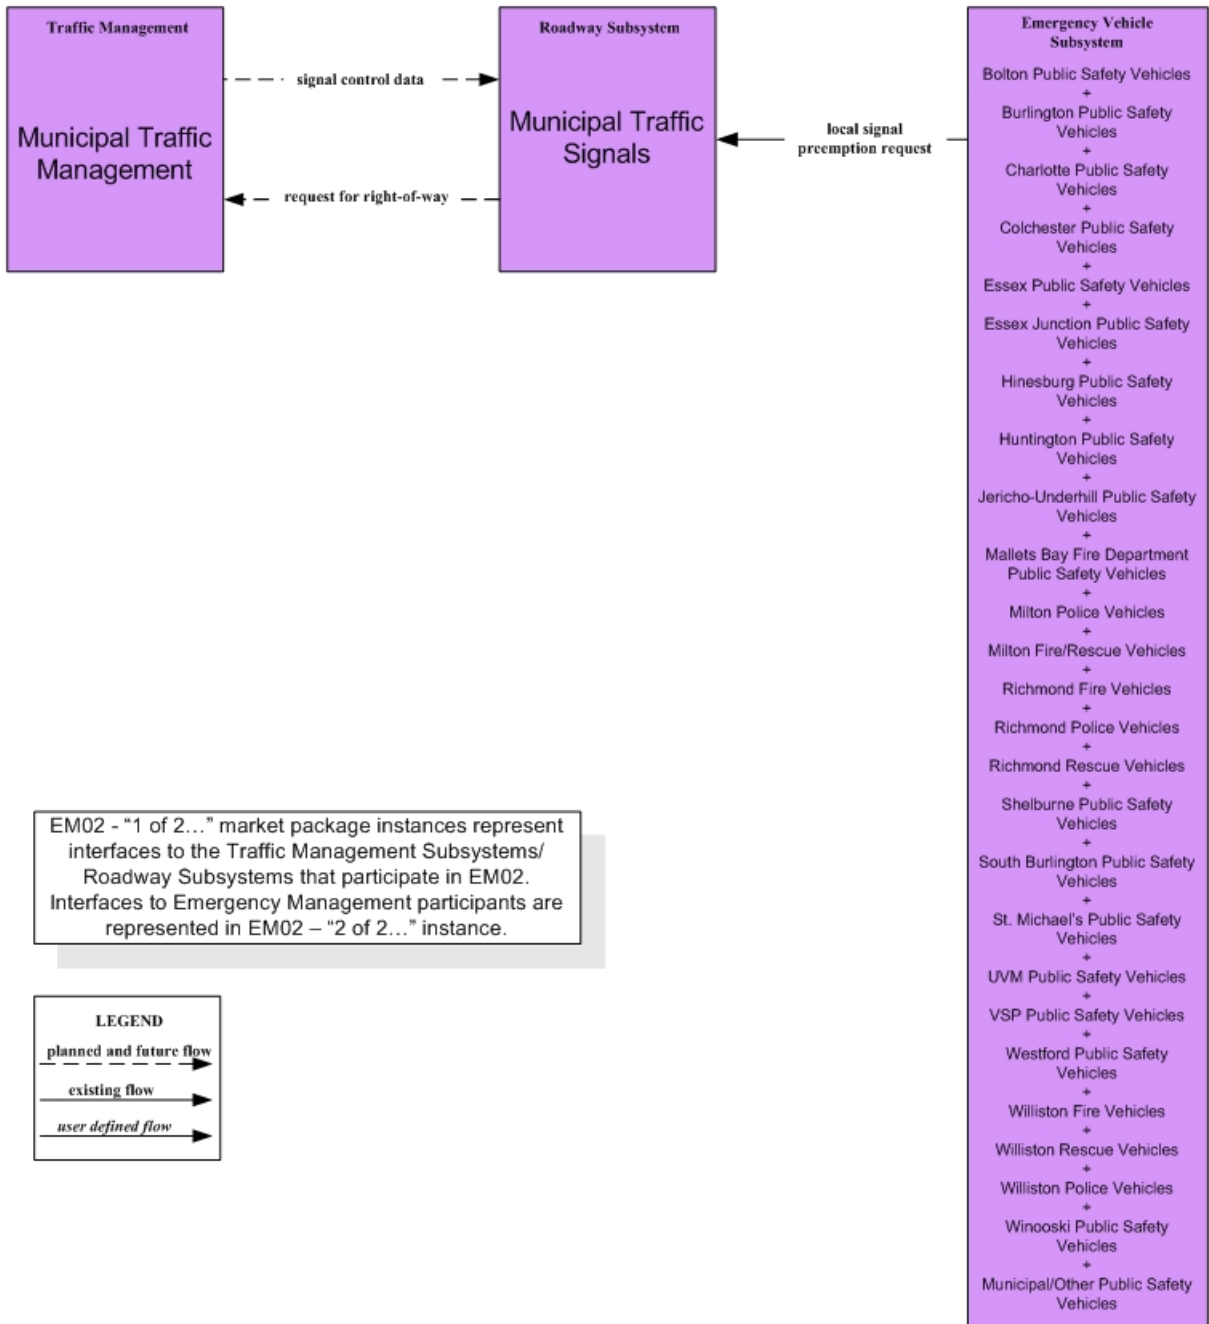 Traffic Management
Municipal Traffic
Management
signal control data
request for right-of-way
Roadway Subsystem
Municipal Traffic
Signals
local signal
preemption request
Emergency Vehicle
Subsystem
Bolton Public Safety Vehicles
+
Burlington Public Safety
Vehicles
+
Charlotte Public Safety
Vehicles
+
Colchester Public Safety
Vehicles
+
Essex Public Safety Vehicles
+
Essex Junction Public Safety
Vehicles
+
Hinesburg Public Safety
Vehicles
+
Huntington Public Safety
Vehicles
+
Jericho-Underhill Public Safety
Vehicles
+
Mallets Bay Fire Department
Public Safety Vehicles
+
Milton Police Vehicles
+
Milton Fire/Rescue Vehicles
+
Richmond Fire Vehicles
+
Richmond Police Vehicles
+
Richmond Rescue Vehicles
+
Shelburne Public Safety
Vehicles
+
South Burlington Public Safety
Vehicles
+
St. Michael's Public Safety
Vehicles
+
UVM Public Safety Vehicles
+
VSP Public Safety Vehicles
+
Westford Public Safety
Vehicles
+
Williston Fire Vehicles
+
Williston Rescue Vehicles
+
Williston Police Vehicles
+
Winooski Public Safety
Vehicles
+
Municipal/Other Public Safety
Vehicles
EM02 - “1 of 2…” market package instances represent
interfaces to the Traffic Management Subsystems/
Roadway Subsystems that participate in EM02.
Interfaces to Emergency Management participants are
represented in EM02 – “2 of 2…” instance.
LEGEND
planned and future flow
existing flow
user defined flow